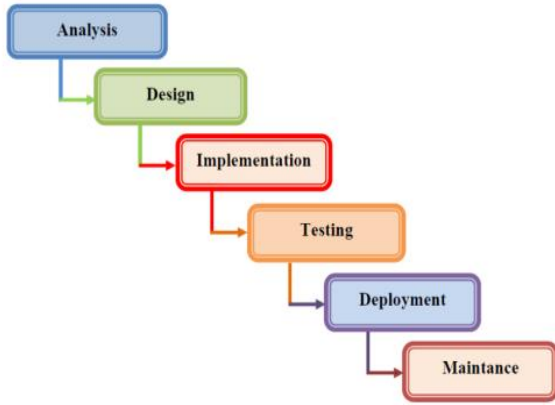 Analysis
Design
Implementation
Testing
Deployment
Maintance